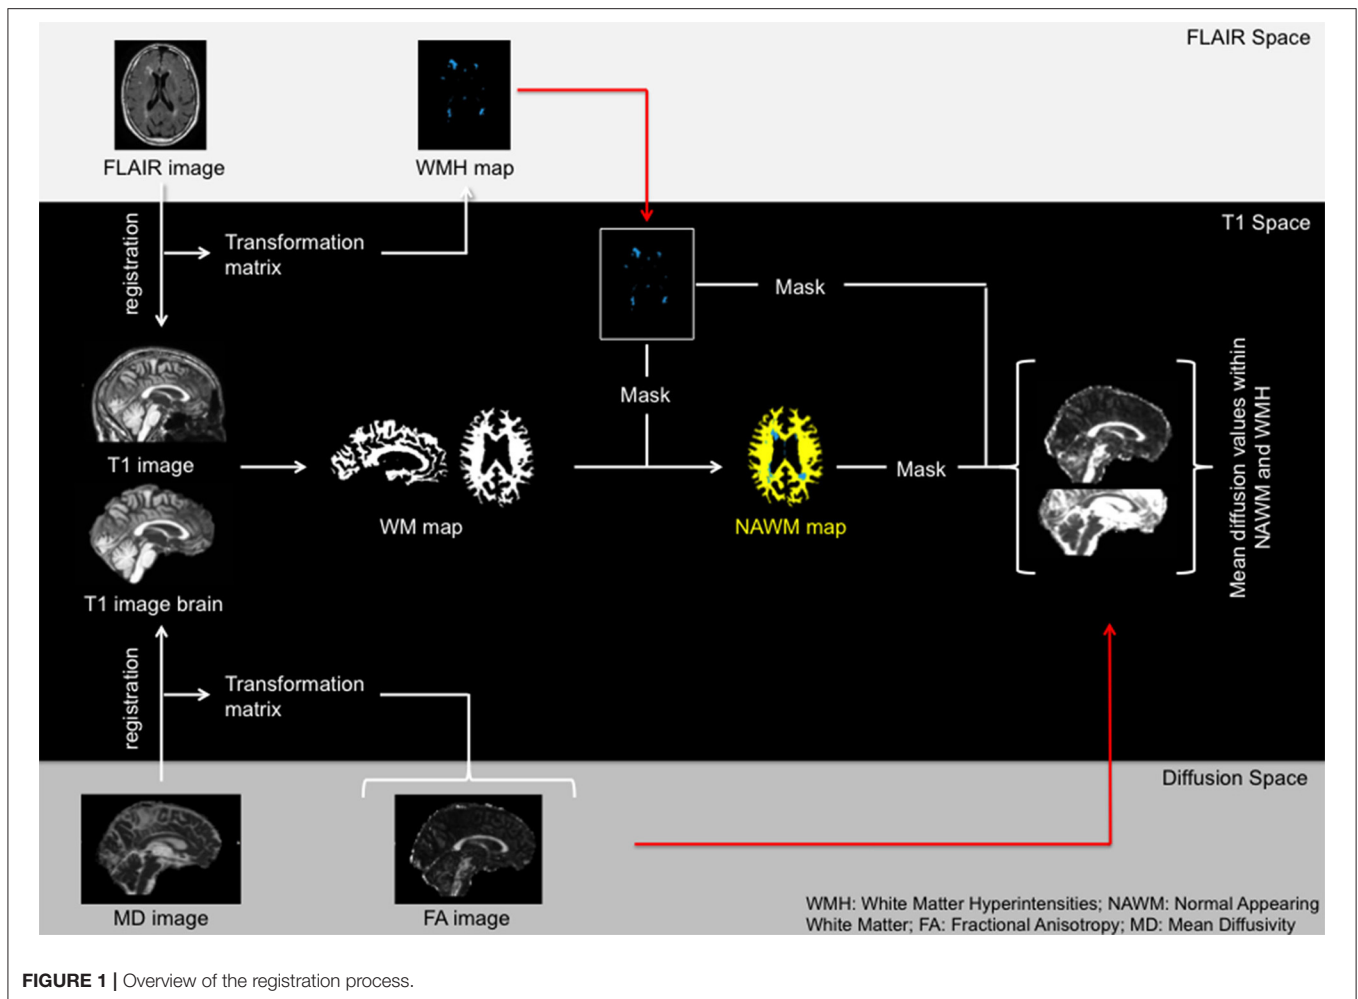 FLAIR Space
FLAIR image
WMH map
T1 Space
registration
Transformation
matrix
Mask
Mask
T1 image
WM map
NAWM map
Mask
Mean diffusion values within
NAWM and WMH
T1 image brain
registration
Transformation
matrix
Diffusion Space
MD image
FA image
WMH: White Matter Hyperintensities; NAWM: Normal Appearing
White Matter; FA: Fractional Anisotropy; MD: Mean Diffusivity
FIGURE 1 | Overview of the registration process.